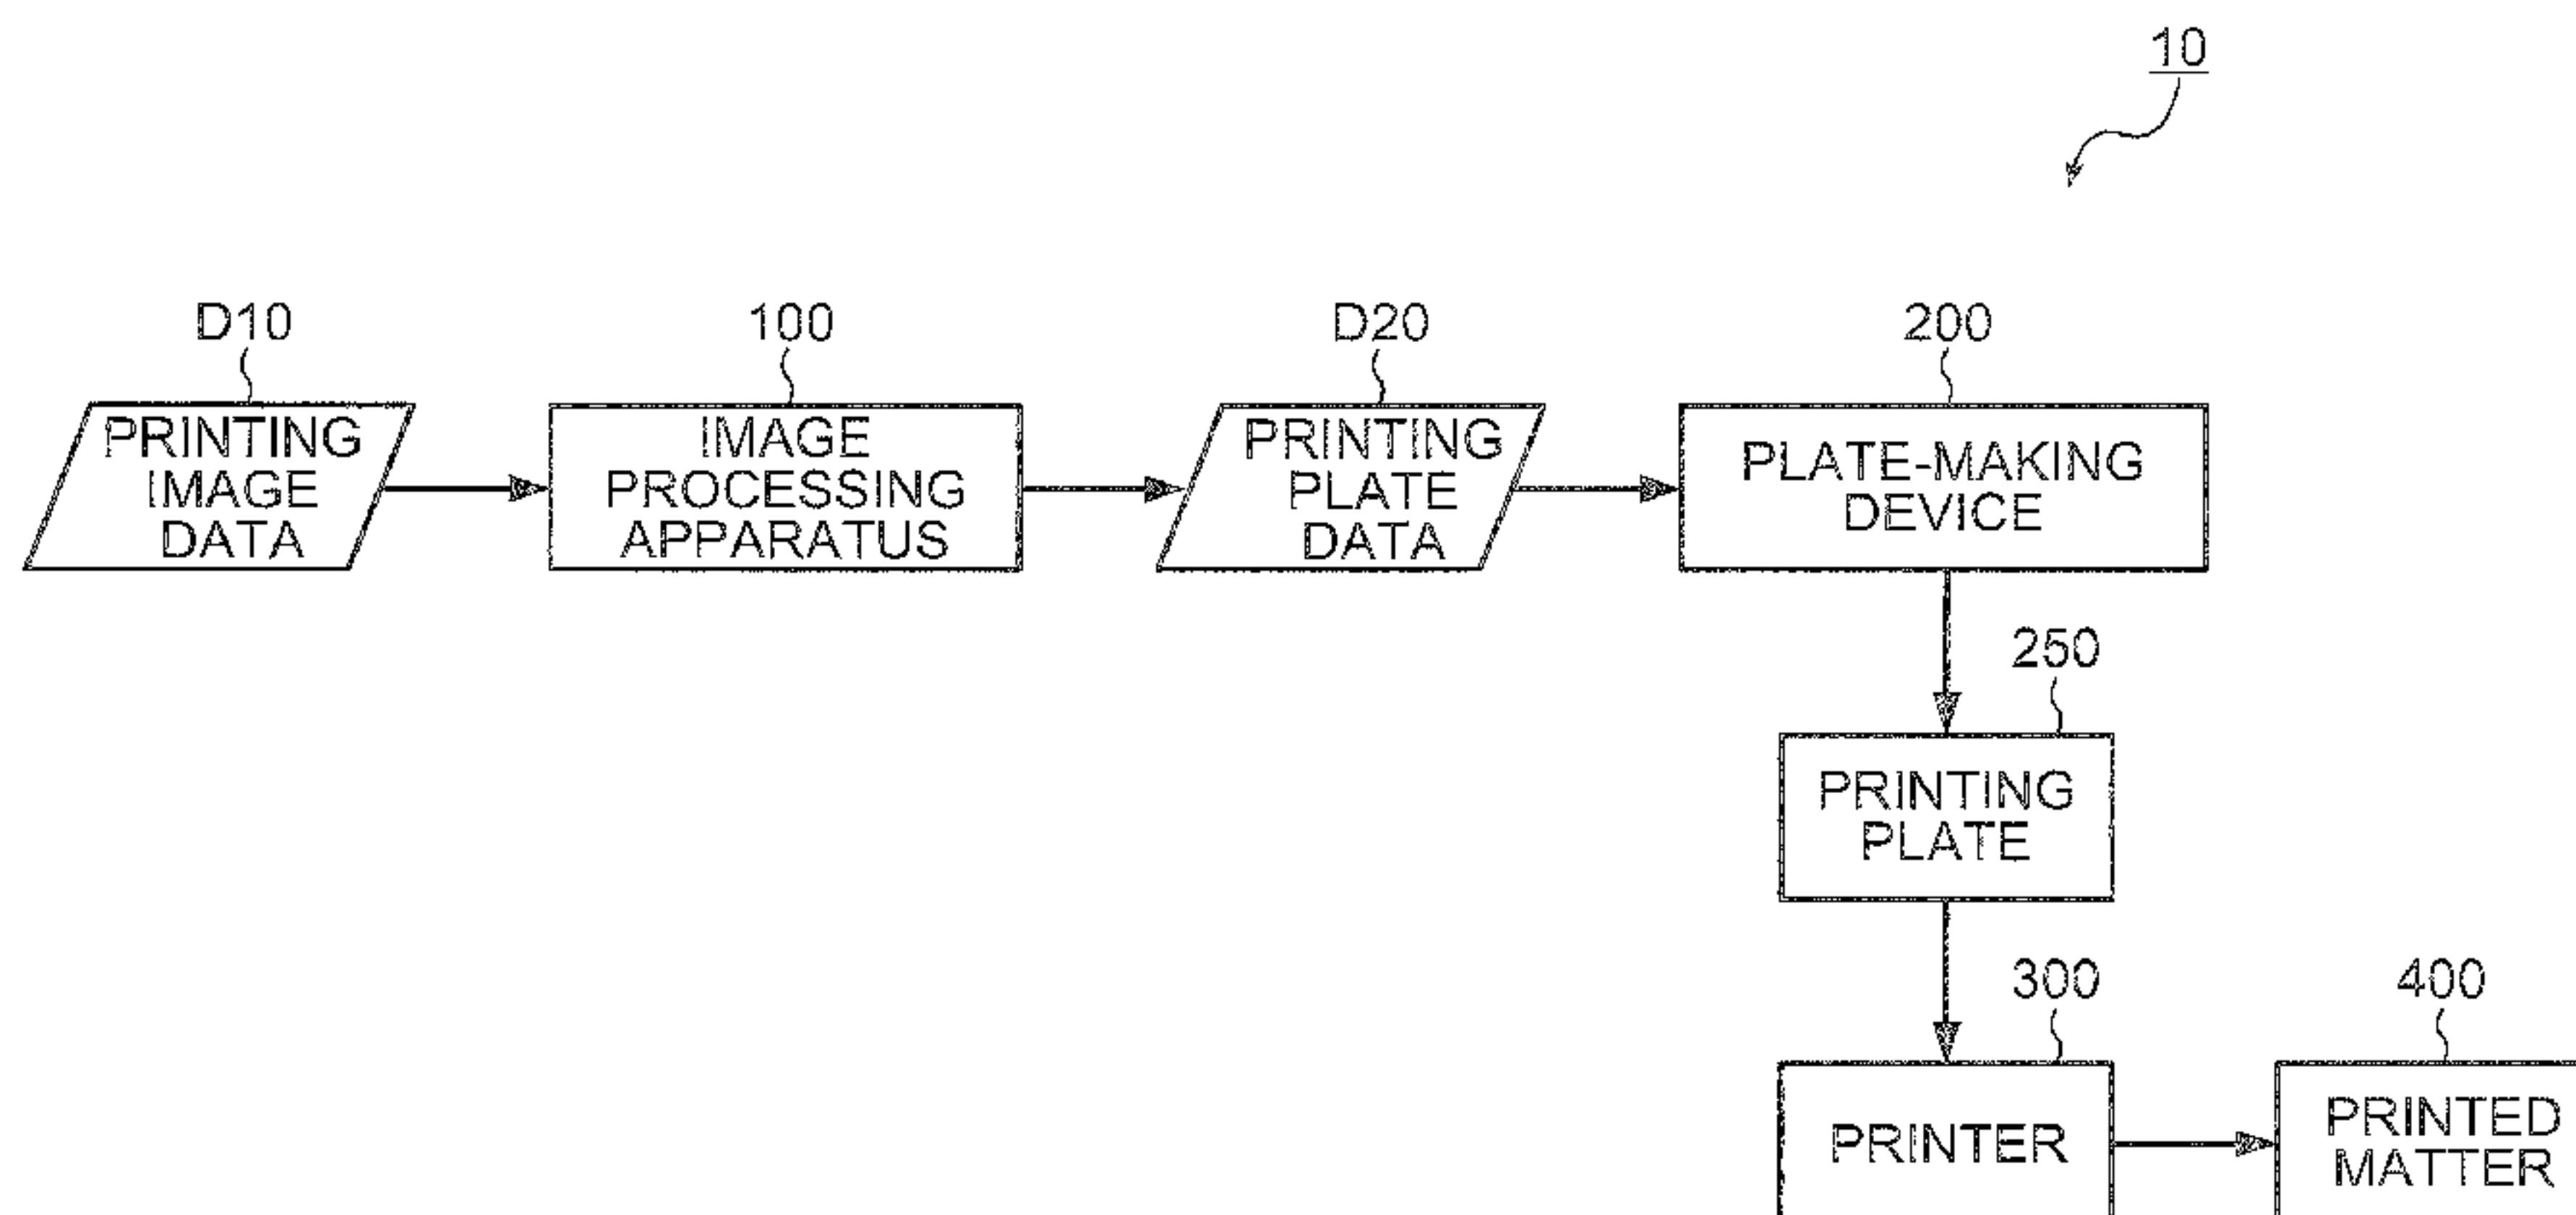 10
D10
100
D20
200
PRINTING
IMAGE
DATA
IMAGE
PROCESSING
APPARATUS
PRINTING
PLATE
DATA
PLATE-MAKING
DEVICE
250
PRINTING
PLATE
300
400
PRINTER
PRINTED
MATTER